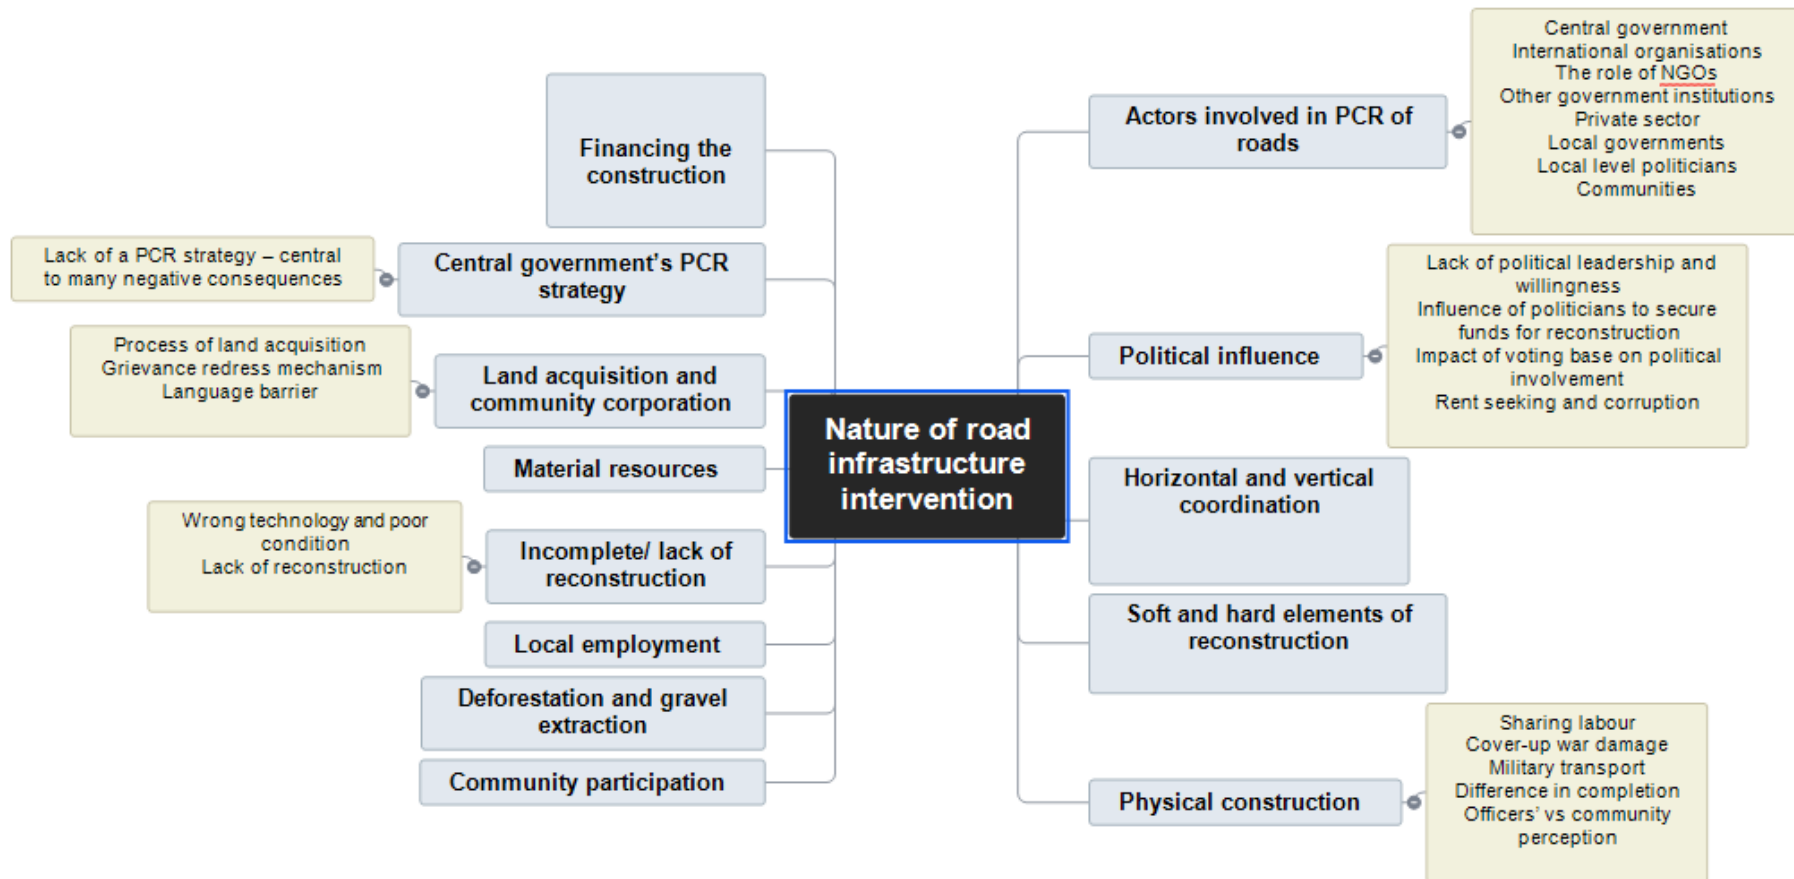 Financing the
construction
Lack of a PCR strategy – central
to many negative consequences
Central government's PCR
strategy
Process of land acquisition
Grievance redress mechanism
Language barrier
Land acquisition and
community corporation
Material resources
Wrong technology and poor
condition
Lack of reconstruction
Incomplete/ lack of
reconstruction
Local employment
Deforestation and gravel
extraction
Community participation
Nature of road
infrastructure
intervention
Actors involved in PCR of
roads
Central government
International organisations
The role of NGOs
Other government institutions
Private sector
Local governments
Local level politicians
Communities
Political influence
Lack of political leadership and
willingness
Influence of politicians to secure
funds for reconstruction
Impact of voting base on political
involvement
Rent seeking and corruption
Horizontal and vertical
coordination
Soft and hard elements of
reconstruction
Physical construction
Sharing labour
Cover-up war damage
Military transport
Difference in completion
Officers' vs community
perception